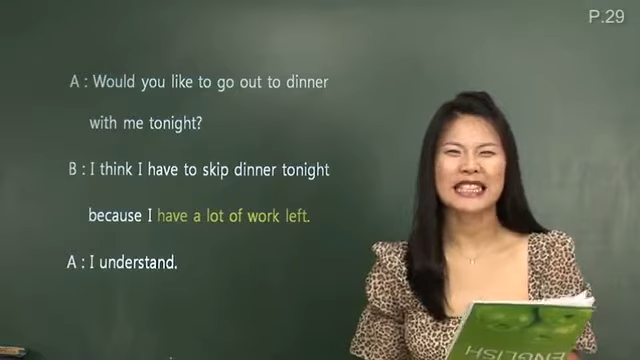 P.29
A : Would you like to go out to dinner
with me tonight?
B : I think I have to skip dinner tonight
because I have a lot of work left.
A : I understand.
ENGLISH